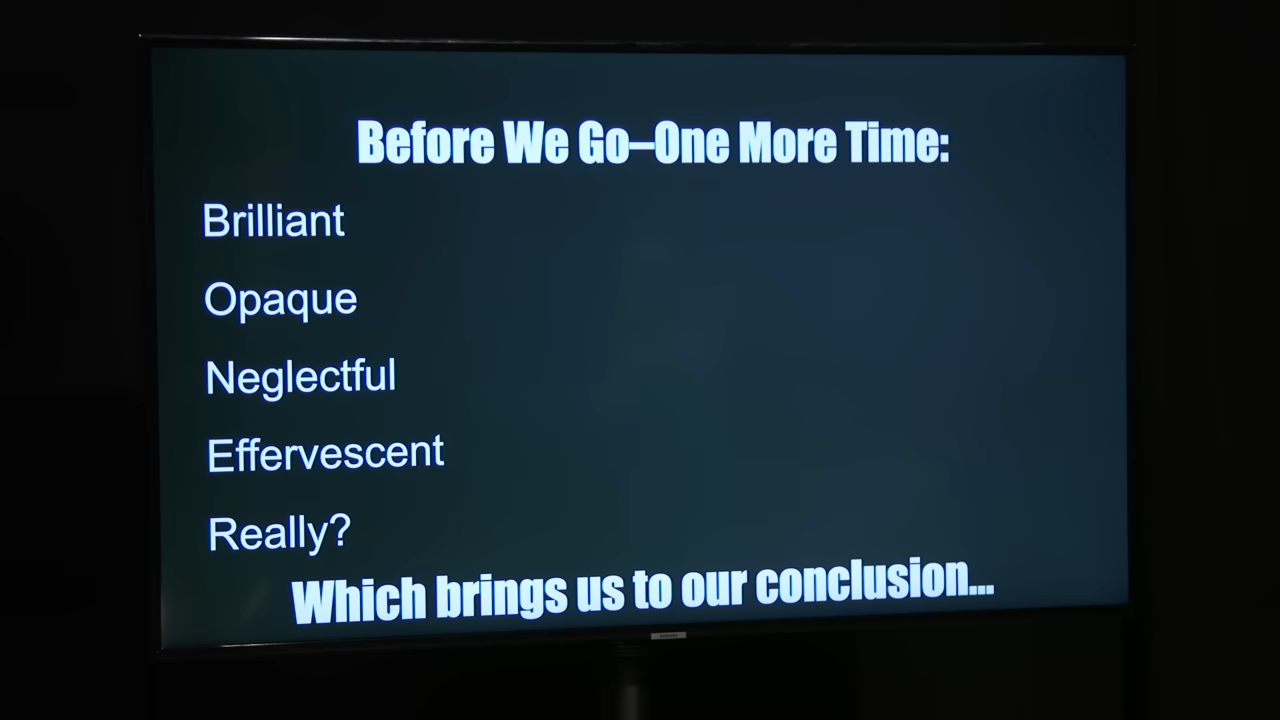 Before We Go–One More Time:
Brilliant
Opaque
Neglectful
Effervescent
Really?
Which brings us to our conclusion...